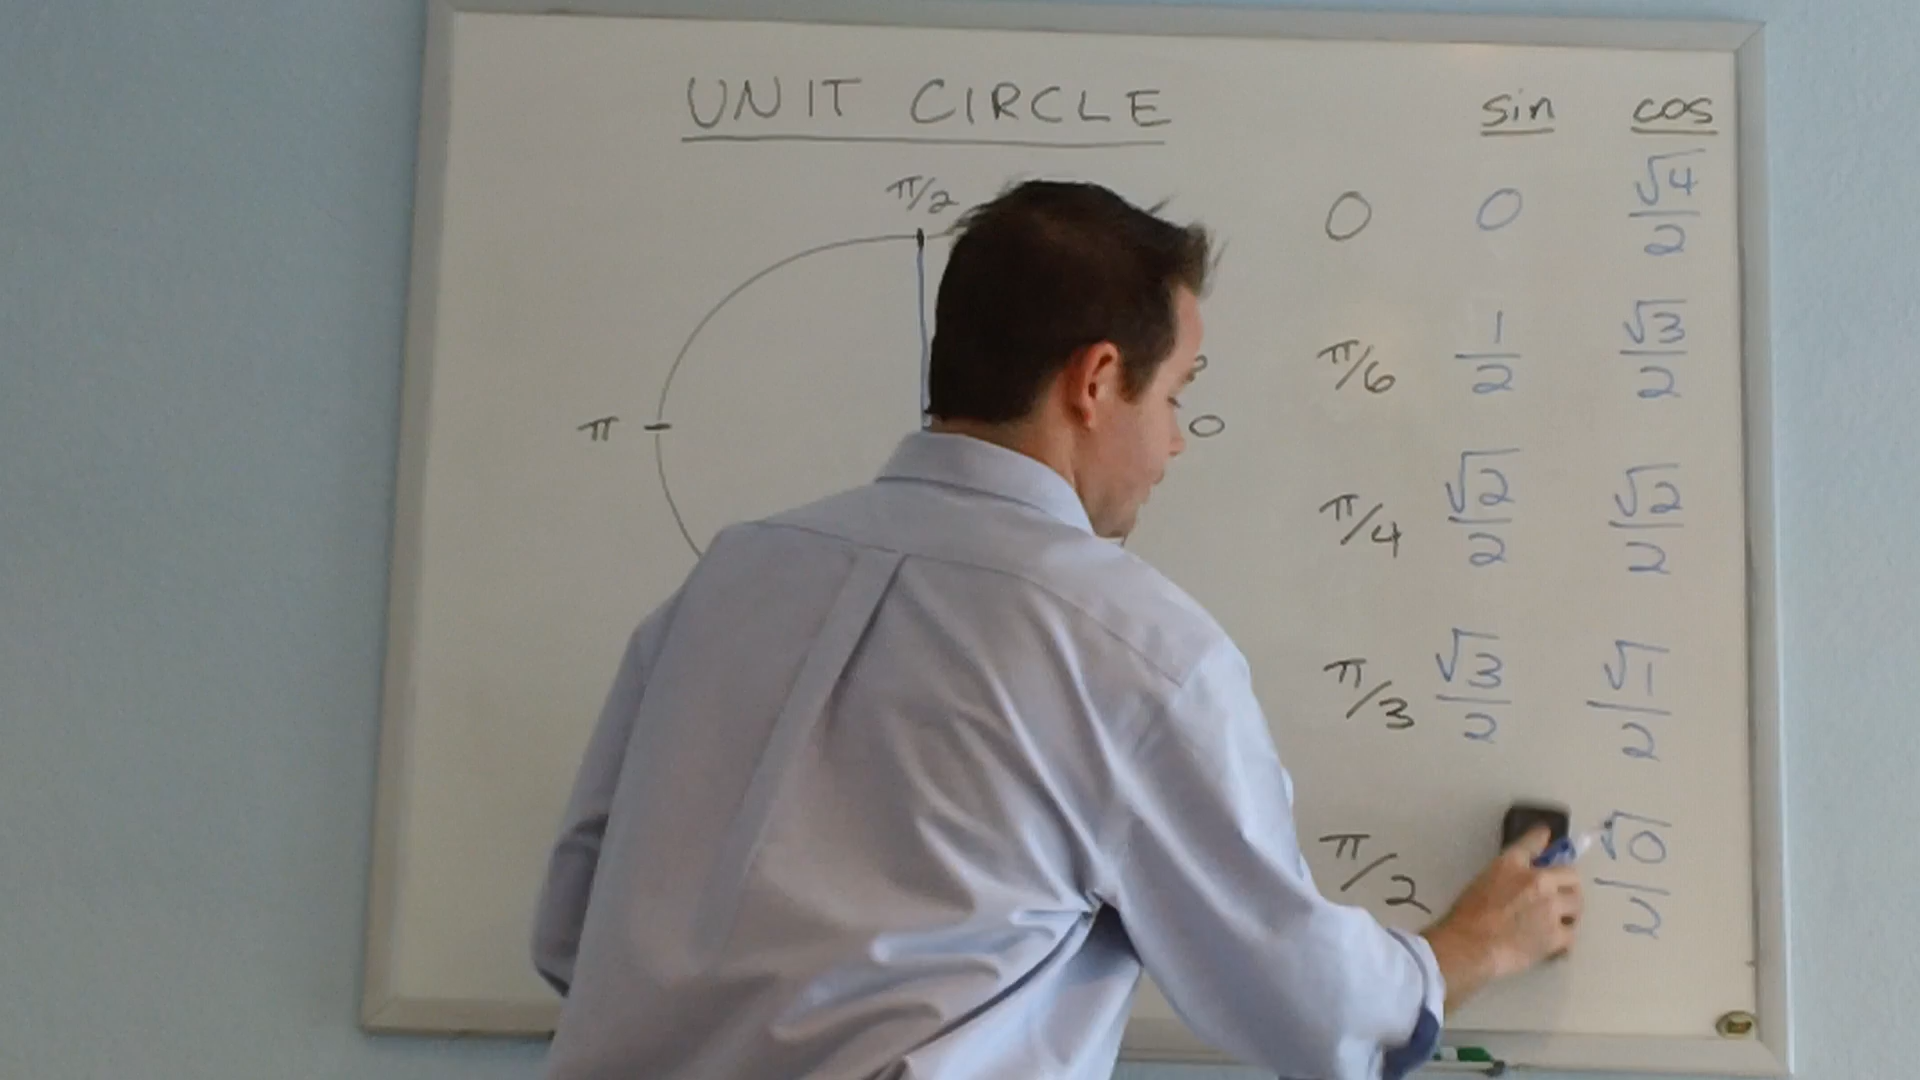 UNIT CIRCLE
sin cos
π/2
0 0 √4/2
π/6 1/2 √3/2
π 0
π/4 √2/2 √2/2
π/3 √3/2 √1/2
π/2 √0/2